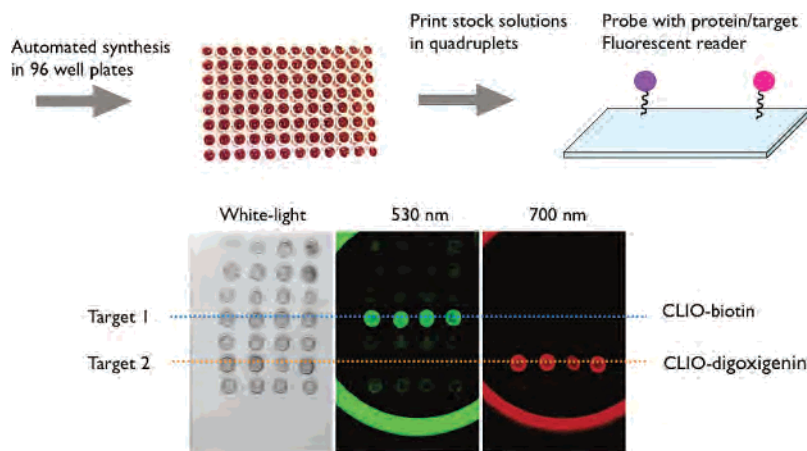 Automated synthesis
in 96 well plates
Print stock solutions
in quadruplets
Probe with protein/target
Fluorescent reader
White-light
530 nm
700 nm
Target 1
CLIO-biotin
Target 2
CLIO-digoxigenin